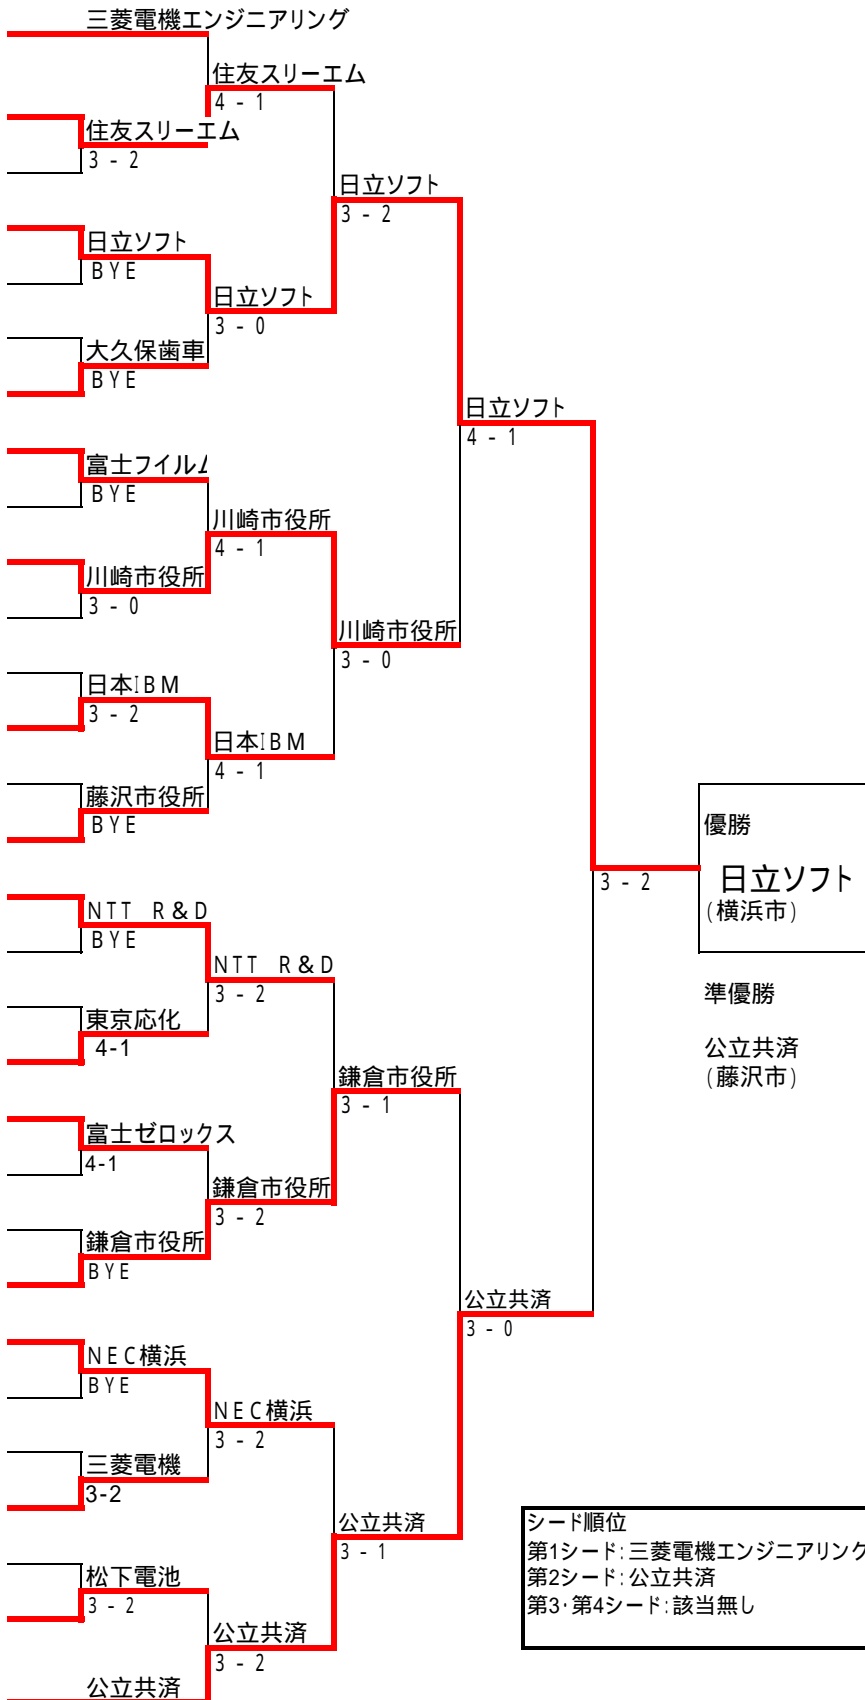 三菱電機エンジニアリング
住友スリーエム
4 - 1
住友スリーエム
3 - 2
日立ソフト
3 - 2
日立ソフト
BYE
日立ソフト
3 - 0
大久保歯車
BYE
日立ソフト
4 - 1
富士フイルム
BYE
川崎市役所
4 - 1
川崎市役所
3 - 0
川崎市役所
3 - 0
日本IBM
3 - 2
日本IBM
4 - 1
藤沢市役所
BYE
優勝
3 - 2
日立ソフト
(横浜市)
NTT R&D
BYE
NTT R&D
3 - 2
準優勝
東京応化
4-1
公立共済
(藤沢市)
鎌倉市役所
3 - 1
富士ゼロックス
4-1
鎌倉市役所
3 - 2
鎌倉市役所
BYE
公立共済
3 - 0
NEC横浜
BYE
NEC横浜
3 - 2
三菱電機
3-2
公立共済
3 - 1
シード順位
第1シード:三菱電機エンジニアリング
第2シード:公立共済
第3・第4シード:該当無し
松下電池
3 - 2
公立共済
3 - 2
公立共済